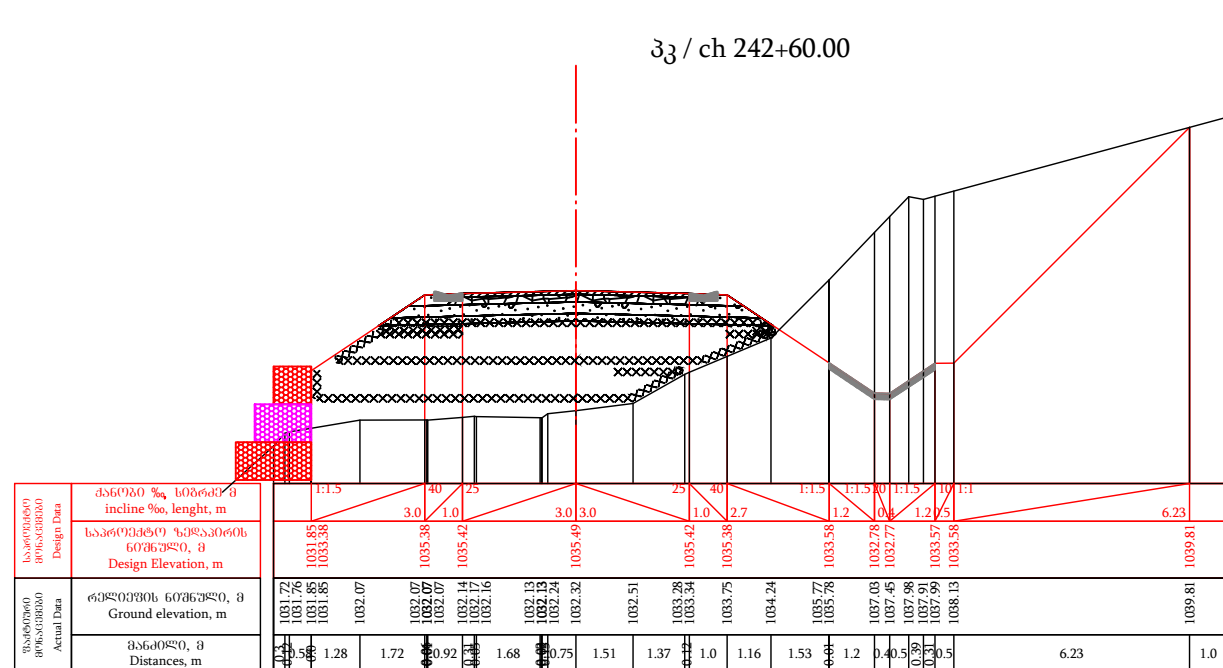 პკ / ch 242+60.00
საპროექტო მონაცემები
Design Data
ქანობი ‰, სიგრძე მ
incline ‰, lenght, m
1:1.5 40 25 25 40 1:1.5 1:1.5 1:1.5 10 1:1
3.0 1.0 3.0 3.0 1.0 2.7 1.2 0.4 1.2 0.5 6.23
საპროექტო ზედაპირის
ნიშნული, მ
Design Elevation, m
1031.85 1033.38 1035.38 1035.42 1035.49 1035.42 1035.38 1033.58 1032.78 1032.77 1033.57 1033.58 1039.81
ფაქტიური მონაცემები
Actual Data
რელიეფის ნიშნული, მ
Ground elevation, m
1031.72 1031.76 1031.85 1031.85 1032.07 1032.07 1032.07 1032.07 1032.14 1032.17 1032.16 1032.13 1032.13 1032.24 1032.32 1032.51 1033.28 1033.34 1033.75 1034.24 1035.77 1035.78 1037.03 1037.45 1037.98 1037.91 1037.99 1038.13 1039.81
მანძილი, მ
Distances, m
1.28 1.72 0.92 1.68 0.75 1.51 1.37 0.12 1.0 1.16 1.53 0.01 1.2 0.4 0.5 0.39 0.31 0.5 6.23 1.0